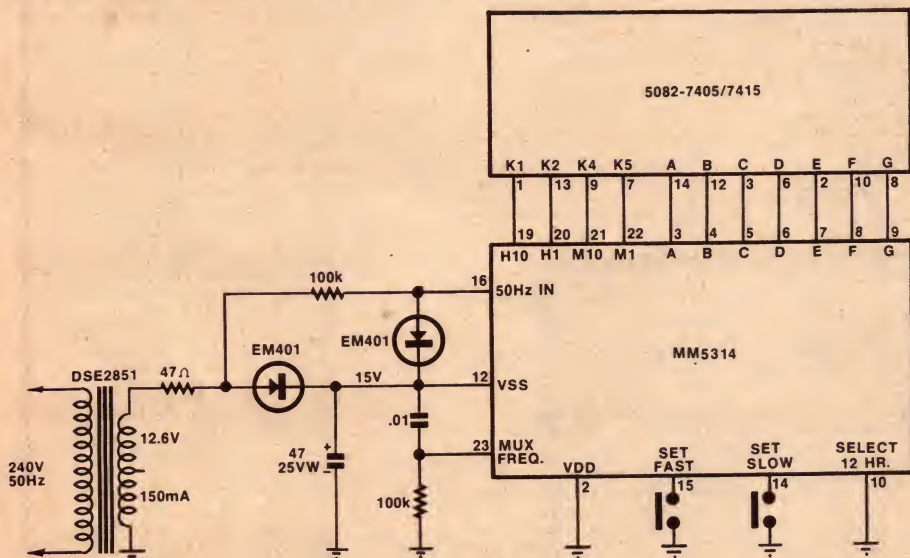 5082-7405/7415
K1 K2 K4 K5 A B C D E F G
1 13 9 7 14 12 3 6 2 10 8
19 20 21 22 3 4 5 6 7 8 9
H10 H1 M10 M1 A B C D E F G
100k
16 50Hz IN
EM401
EM401
MM5314
DSE2851
47Ω
15V
12 VSS
12.6V
.01
240V
50Hz
150mA
47
25VW
+
-
23 MUX
FREQ.
100k
VDD
2
SET
FAST
15
SET
SLOW
14
SELECT
12 HR.
10